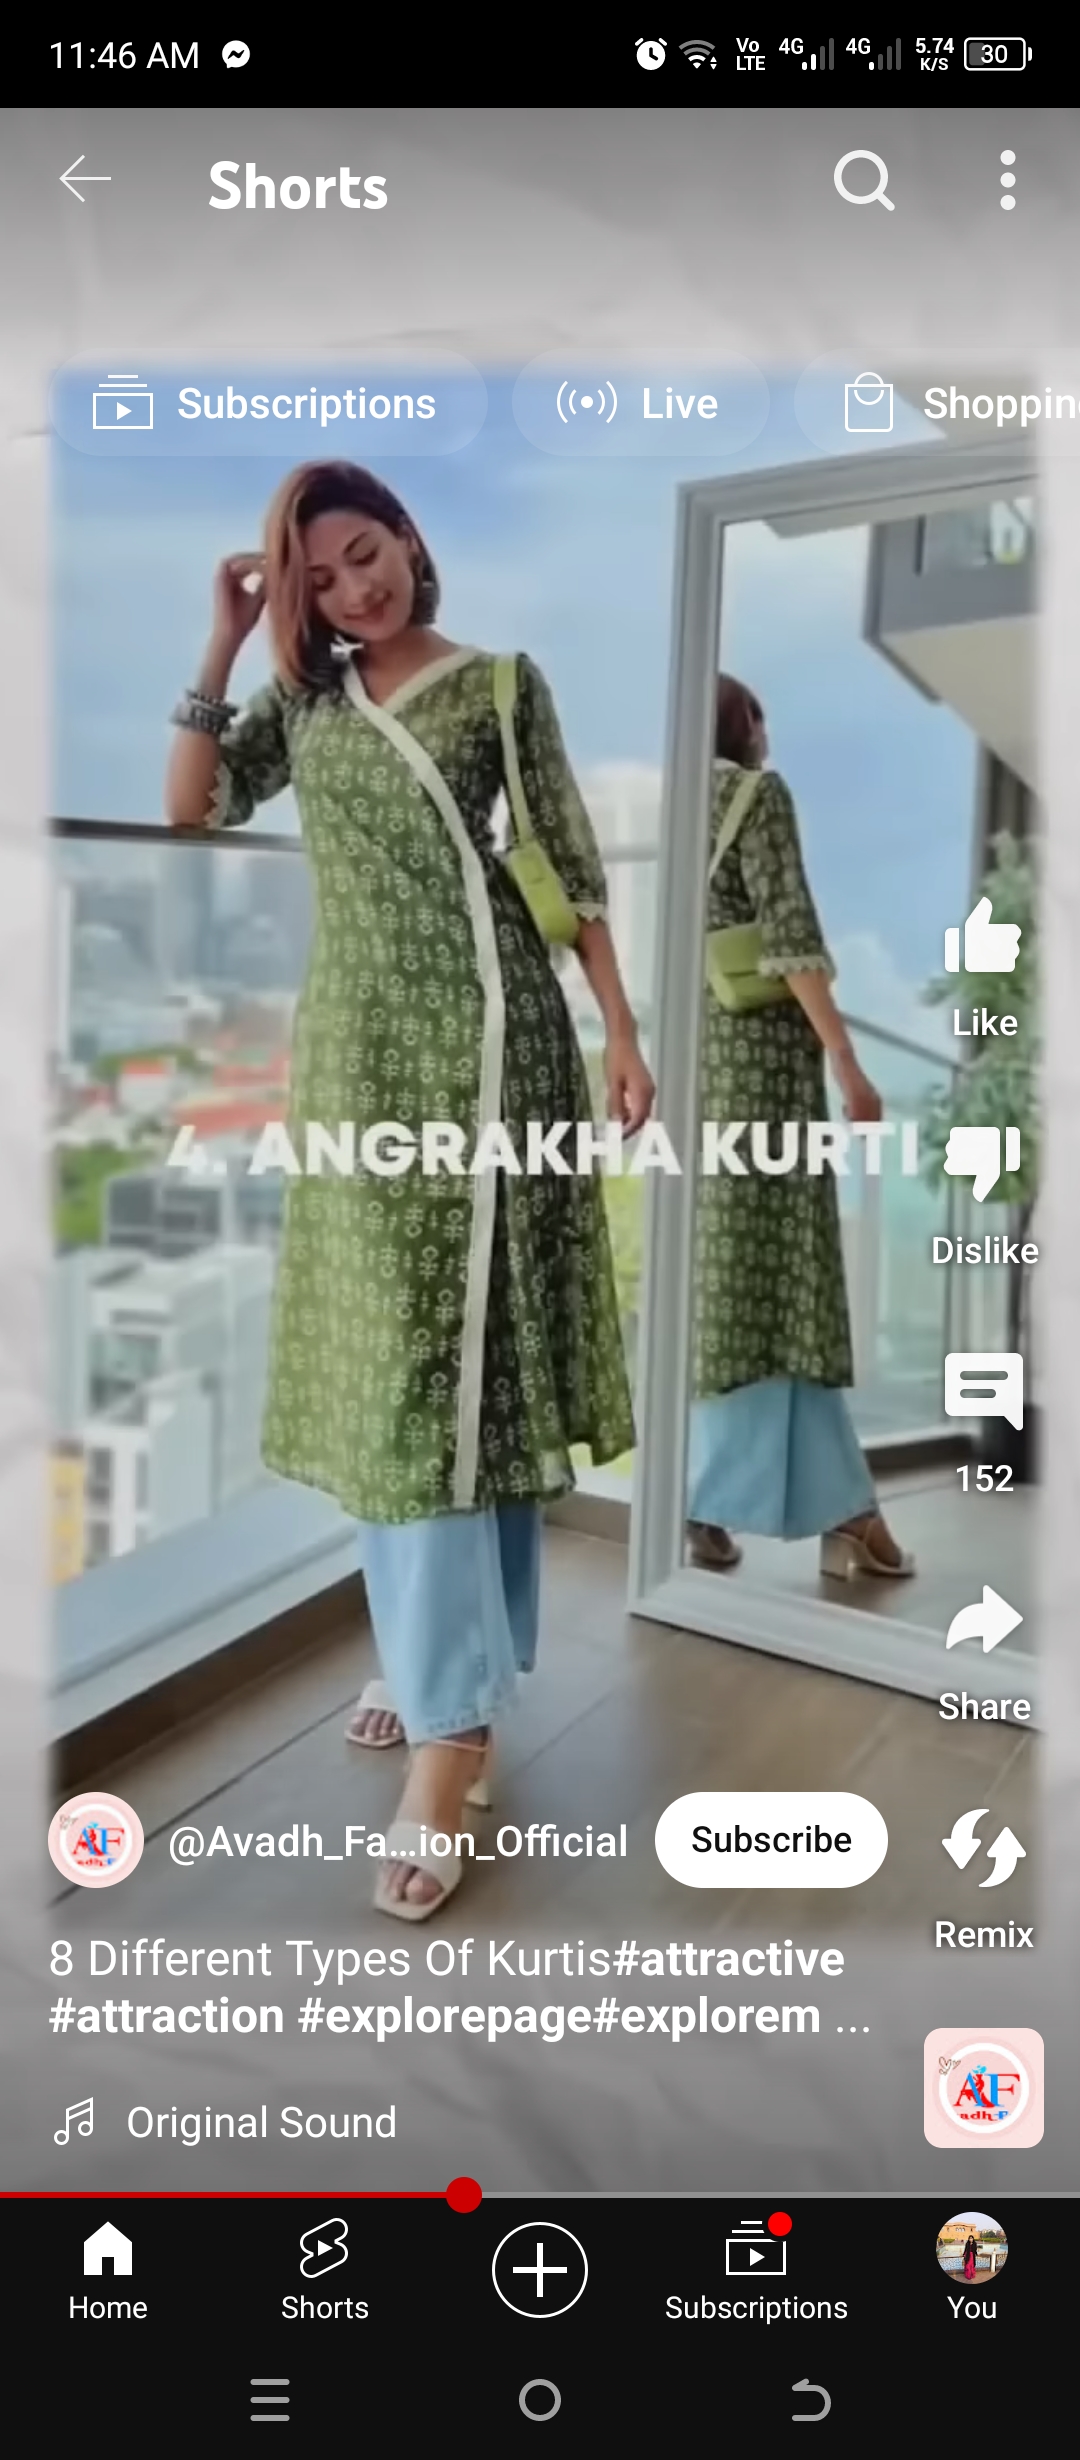 11:46 AM
Vo LTE 4G 4G 5.74 K/S 30
Shorts
Subscriptions
Live
Shoppin
4. ANGRAKHA KURTI
Like
Dislike
152
Share
Remix
@Avadh_Fa...ion_Official
Subscribe
8 Different Types Of Kurtis#attractive
#attraction #explorepage#explorem ...
AF
Original Sound
Home
Shorts
Subscriptions
You